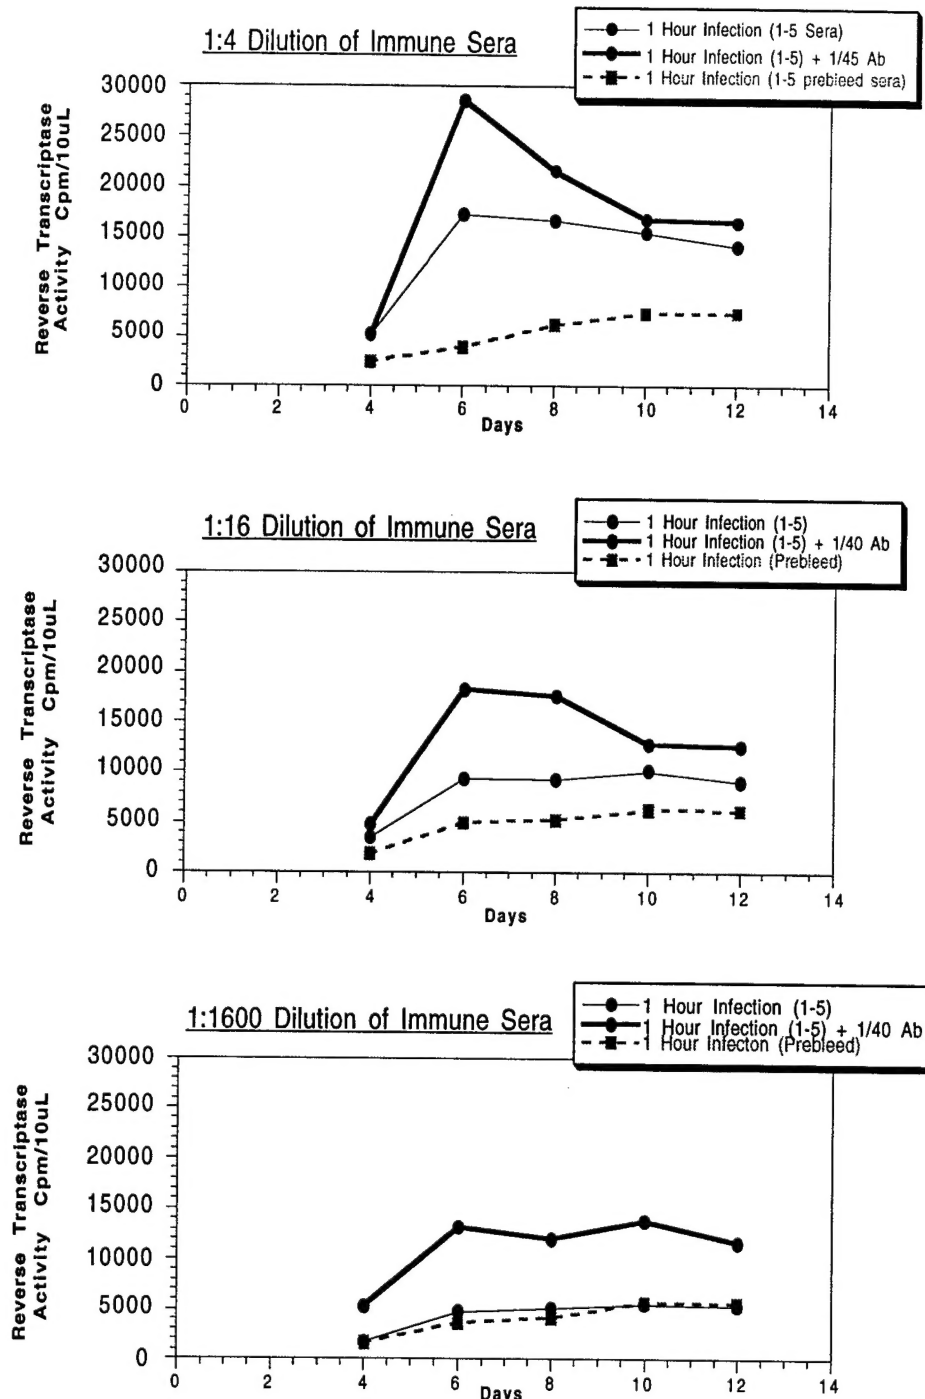 1:4 Dilution of Immune Sera
1 Hour Infection (1-5 Sera)
1 Hour Infection (1-5) + 1/45 Ab
1 Hour Infection (1-5 prebleed sera)
Reverse Transcriptase
Activity Cpm/10uL
30000
25000
20000
15000
10000
5000
0
0 2 4 6 8 10 12 14
Days
1:16 Dilution of Immune Sera
1 Hour Infection (1-5)
1 Hour Infection (1-5) + 1/40 Ab
1 Hour Infection (Prebleed)
Reverse Transcriptase
Activity Cpm/10uL
30000
25000
20000
15000
10000
5000
0
0 2 4 6 8 10 12 14
Days
1:1600 Dilution of Immune Sera
1 Hour Infection (1-5)
1 Hour Infection (1-5) + 1/40 Ab
1 Hour Infecton (Prebleed)
Reverse Transcriptase
Activity Cpm/10uL
30000
25000
20000
15000
10000
5000
0
0 2 4 6 8 10 12 14
Days